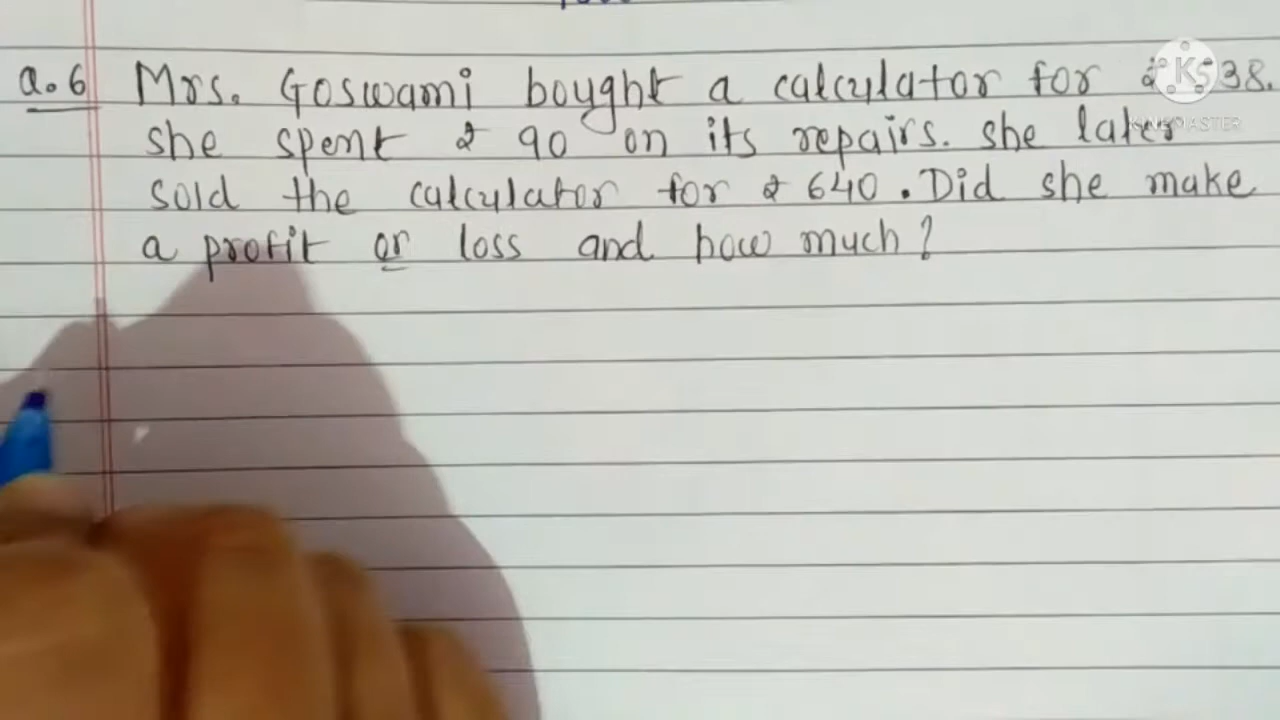 Q.6 Mrs. Goswami bought a calculator for ₹ 538.
she spent ₹ 90 on its repairs. she later
sold the calculator for ₹ 640. Did she make
a profit or loss and how much?